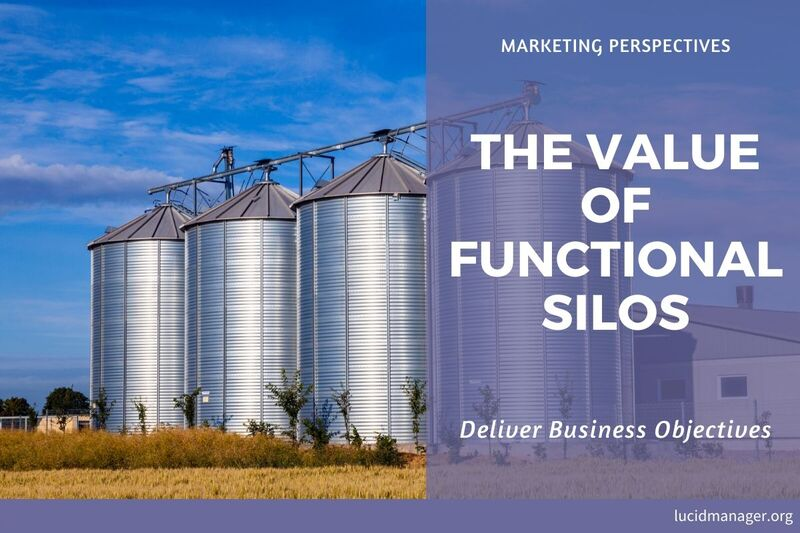 MARKETING PERSPECTIVES
THE VALUE
OF
FUNCTIONAL
SILOS
Deliver Business Objectives
lucidmanager.org